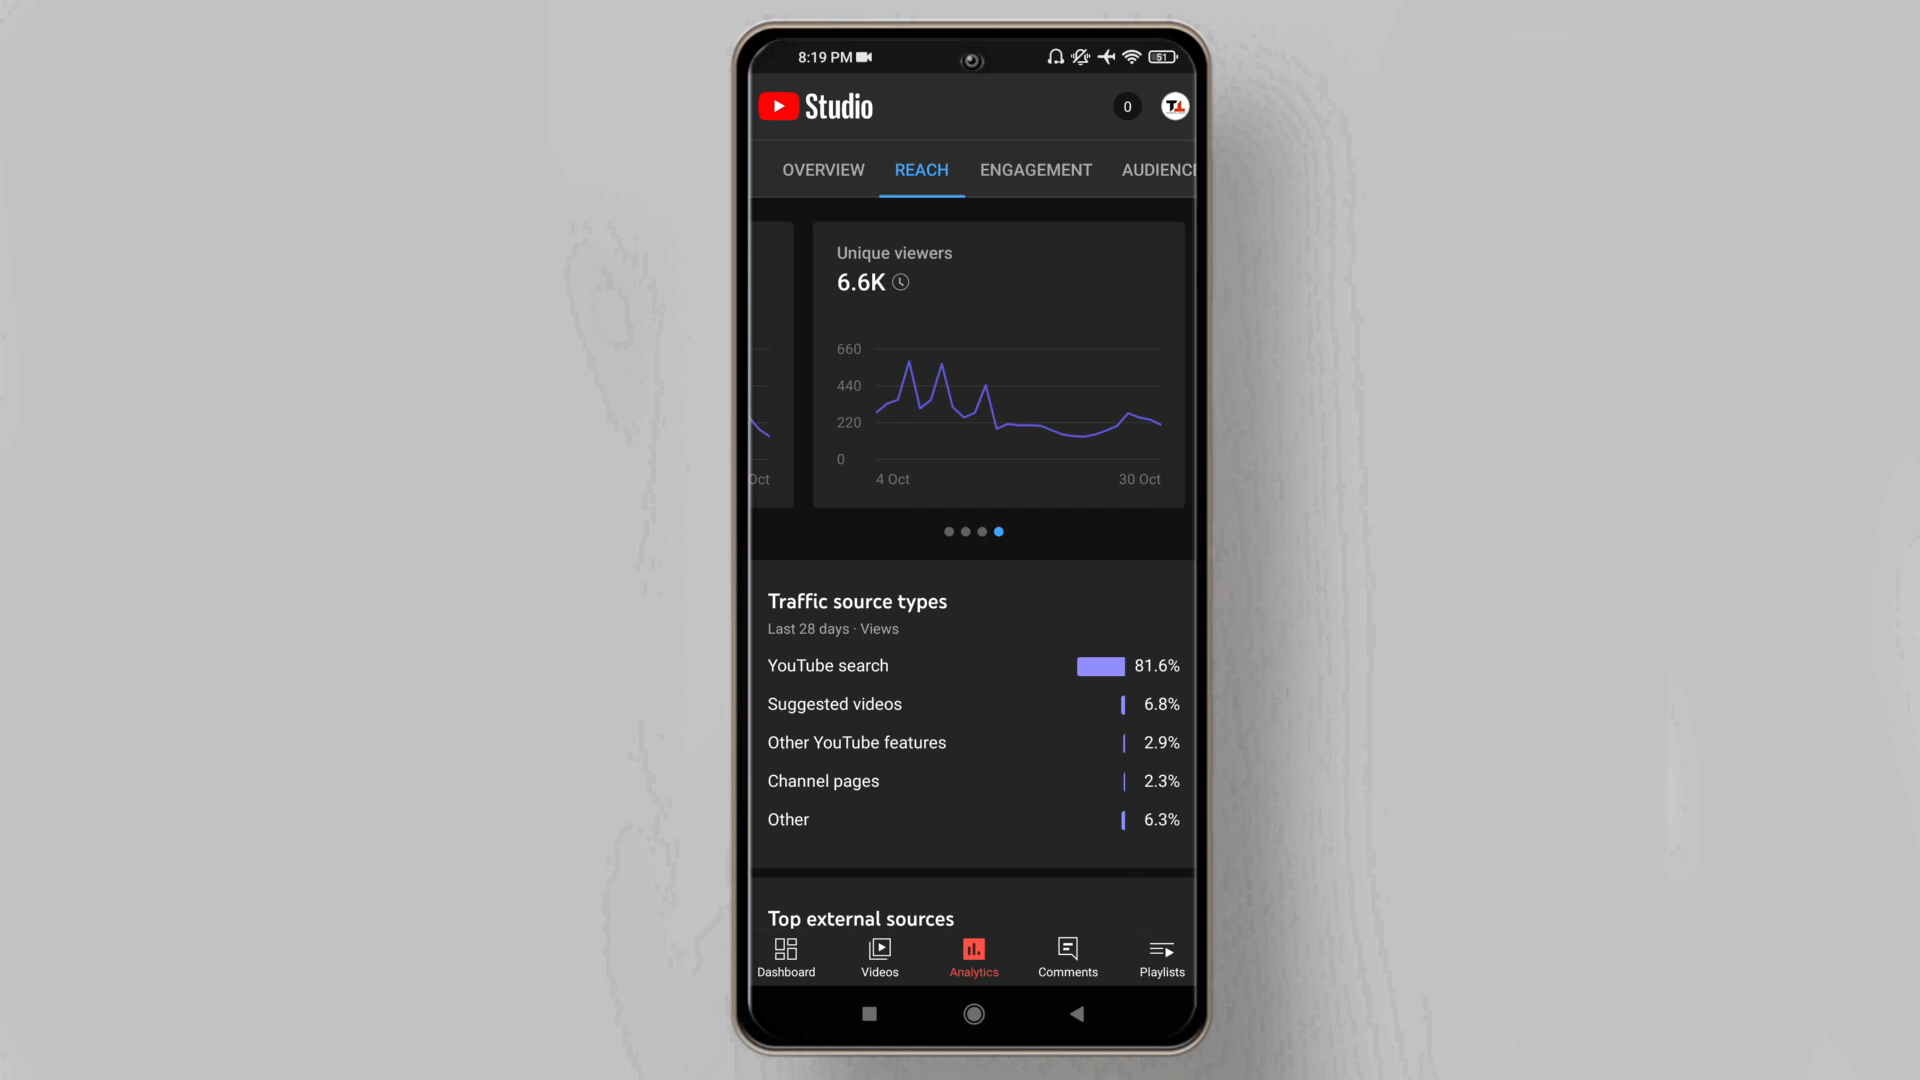 8:19 PM
51
Studio
0
TL
OVERVIEW REACH ENGAGEMENT AUDIENC
Unique viewers
6.6K
660
440
220
0
Oct
4 Oct 30 Oct
Traffic source types
Last 28 days · Views
YouTube search 81.6%
Suggested videos 6.8%
Other YouTube features 2.9%
Channel pages 2.3%
Other 6.3%
Top external sources
Dashboard Videos Analytics Comments Playlists